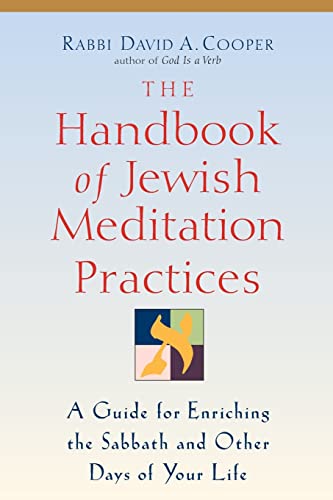 RABBI DAVID A. COOPER
author of God Is a Verb
THE
Handbook
of Jewish
Meditation
Practices
א
A Guide for Enriching
the Sabbath and Other
Days of Your Life